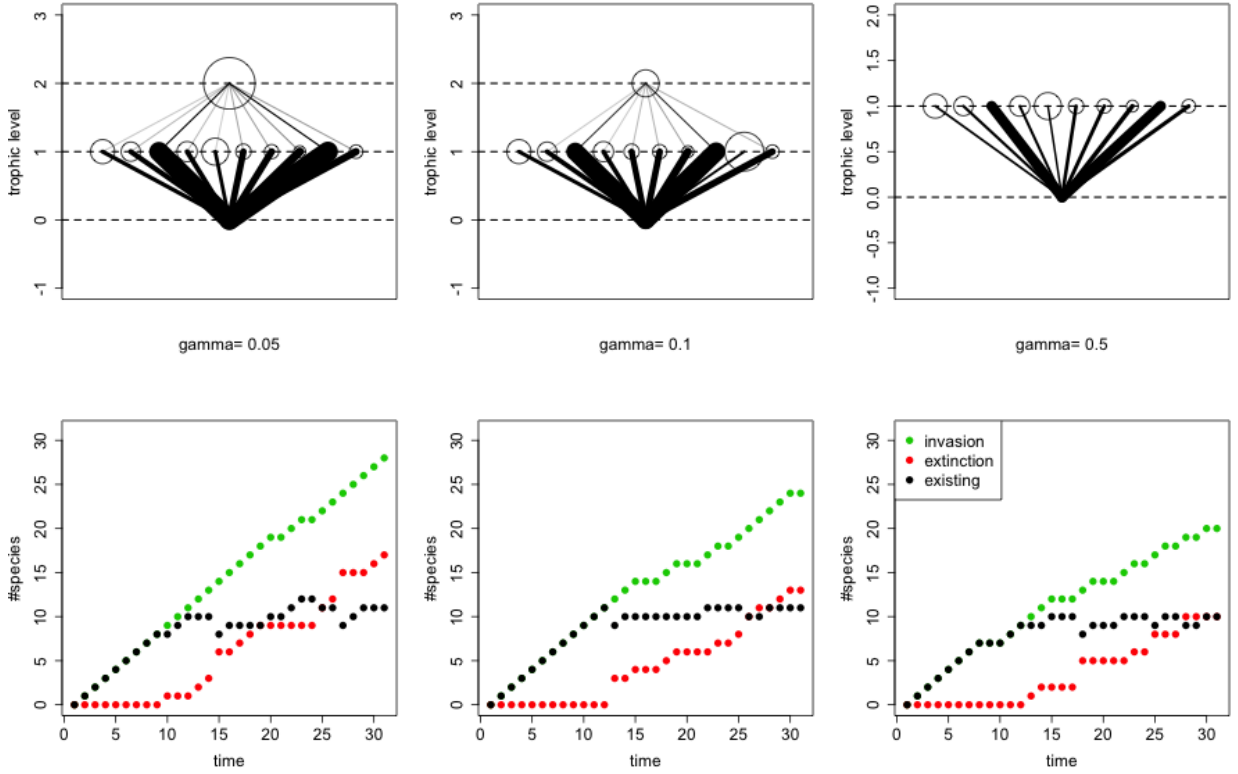 trophic level
3
2
1
0
-1
trophic level
3
2
1
0
-1
trophic level
2.0
1.5
1.0
0.5
0.0
-0.5
-1.0
gamma= 0.05
gamma= 0.1
gamma= 0.5
#species
30
25
20
15
10
5
0
0 5 10 15 20 25 30
time
#species
30
25
20
15
10
5
0
0 5 10 15 20 25 30
time
#species
30
25
20
15
10
5
0
invasion
extinction
existing
0 5 10 15 20 25 30
time